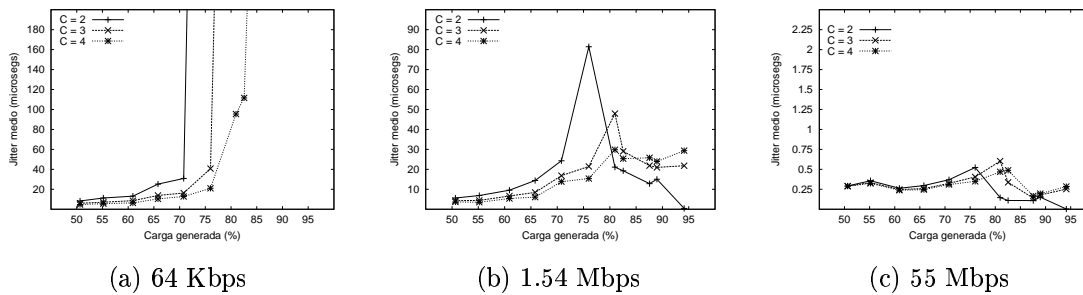 180
160
140
120
100
80
60
40
20
50 55 60 65 70 75 80 85 90 95
Jitter medio (microsegs)
Carga generada (%)
C = 2
C = 3
C = 4
(a) 64 Kbps
100
90
80
70
60
50
40
30
20
10
50 55 60 65 70 75 80 85 90 95
Jitter medio (microsegs)
Carga generada (%)
C = 2
C = 3
C = 4
(b) 1.54 Mbps
2.25
2
1.75
1.5
1.25
1
0.75
0.5
0.25
50 55 60 65 70 75 80 85 90 95
Jitter medio (microsegs)
Carga generada (%)
C = 2
C = 3
C = 4
(c) 55 Mbps